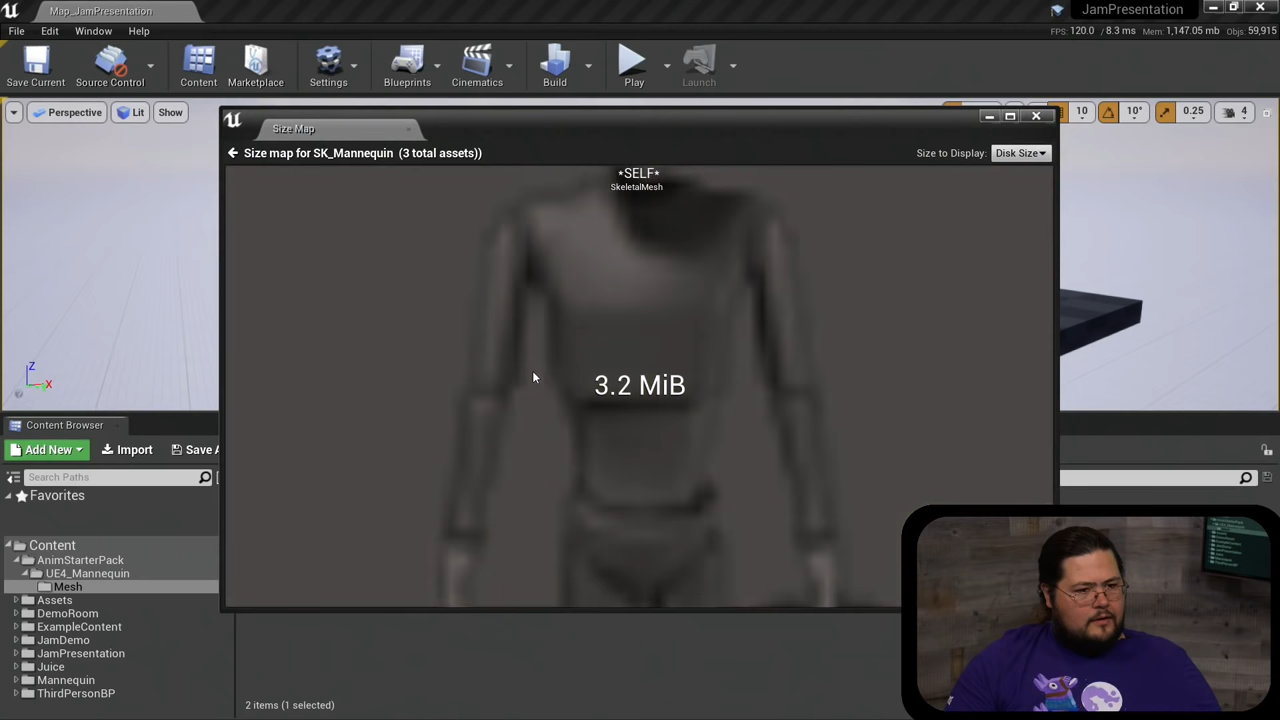 Map_JamPresentation
JamPresentation
File Edit Window Help
FPS: 120.0 / 8.3 ms Mem: 1,147.05 mb Objs: 59,915
Save Current Source Control Content Marketplace Settings Blueprints Cinematics Build Play Launch
Perspective Lit Show
10 10° 0.25 4
Size Map
Size map for SK_Mannequin (3 total assets))
Size to Display: Disk Size
*SELF*
SkeletalMesh
3.2 MiB
Z
X
Content Browser
Add New Import Save A
Search Paths
Favorites
Content
AnimStarterPack
UE4_Mannequin
Mesh
Assets
DemoRoom
ExampleContent
JamDemo
JamPresentation
Juice
Mannequin
ThirdPersonBP
2 items (1 selected)